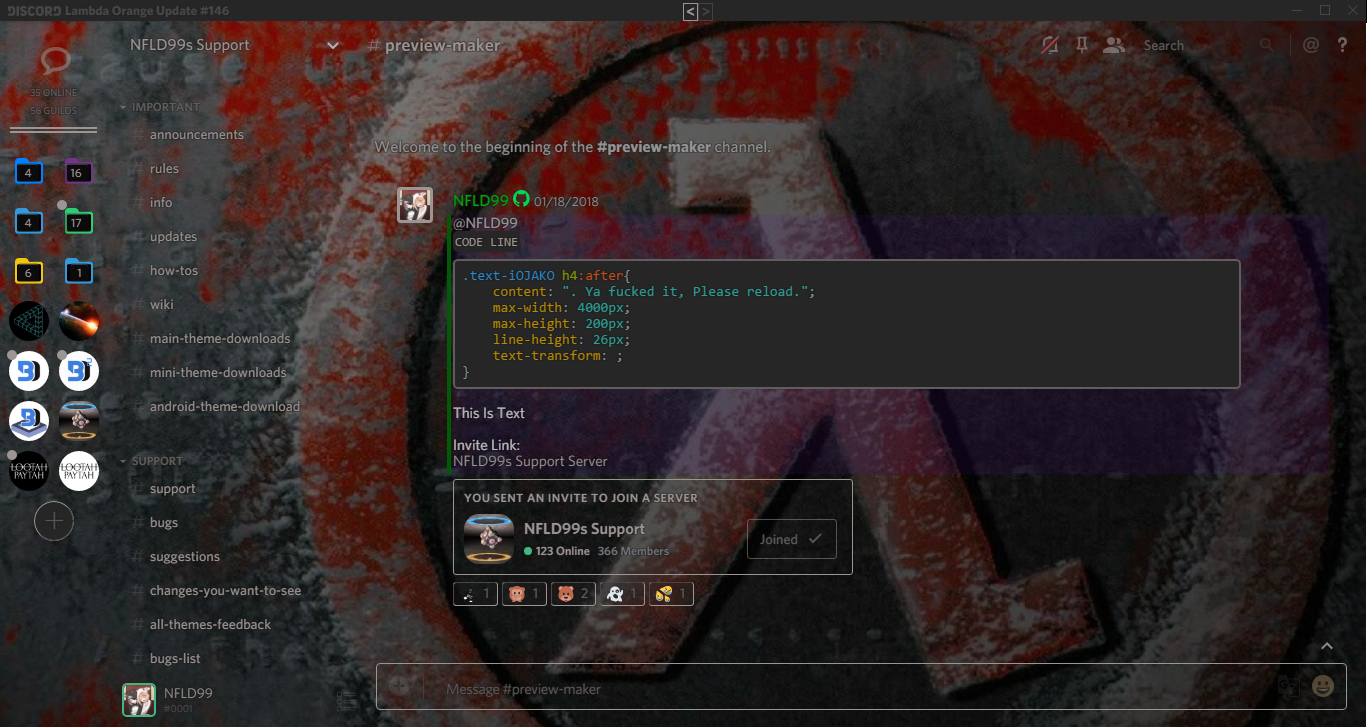 DISCORD Lambda Orange Update #146
< >
NFLD99s Support
35 ONLINE
56 GUILDS
4 16
4 17
6 1
LOOTAH PAYTAH
LOOTAH PAYTAH
IMPORTANT
# announcements
# rules
# info
# updates
# how-tos
# wiki
# main-theme-downloads
# mini-theme-downloads
# android-theme-download
SUPPORT
# support
# bugs
# suggestions
# changes-you-want-to-see
# all-themes-feedback
# bugs-list
NFLD99
#0001
# preview-maker
Search
@ ?
Welcome to the beginning of the #preview-maker channel.
NFLD99 01/18/2018
@NFLD99
CODE LINE
.text-iOJAKO h4:after{
content: ". Ya fucked it, Please reload.";
max-width: 4000px;
max-height: 200px;
line-height: 26px;
text-transform: ;
}
This Is Text
Invite Link:
NFLD99s Support Server
YOU SENT AN INVITE TO JOIN A SERVER
NFLD99s Support
123 Online 366 Members
Joined
1 1 2 1 1
Message #preview-maker